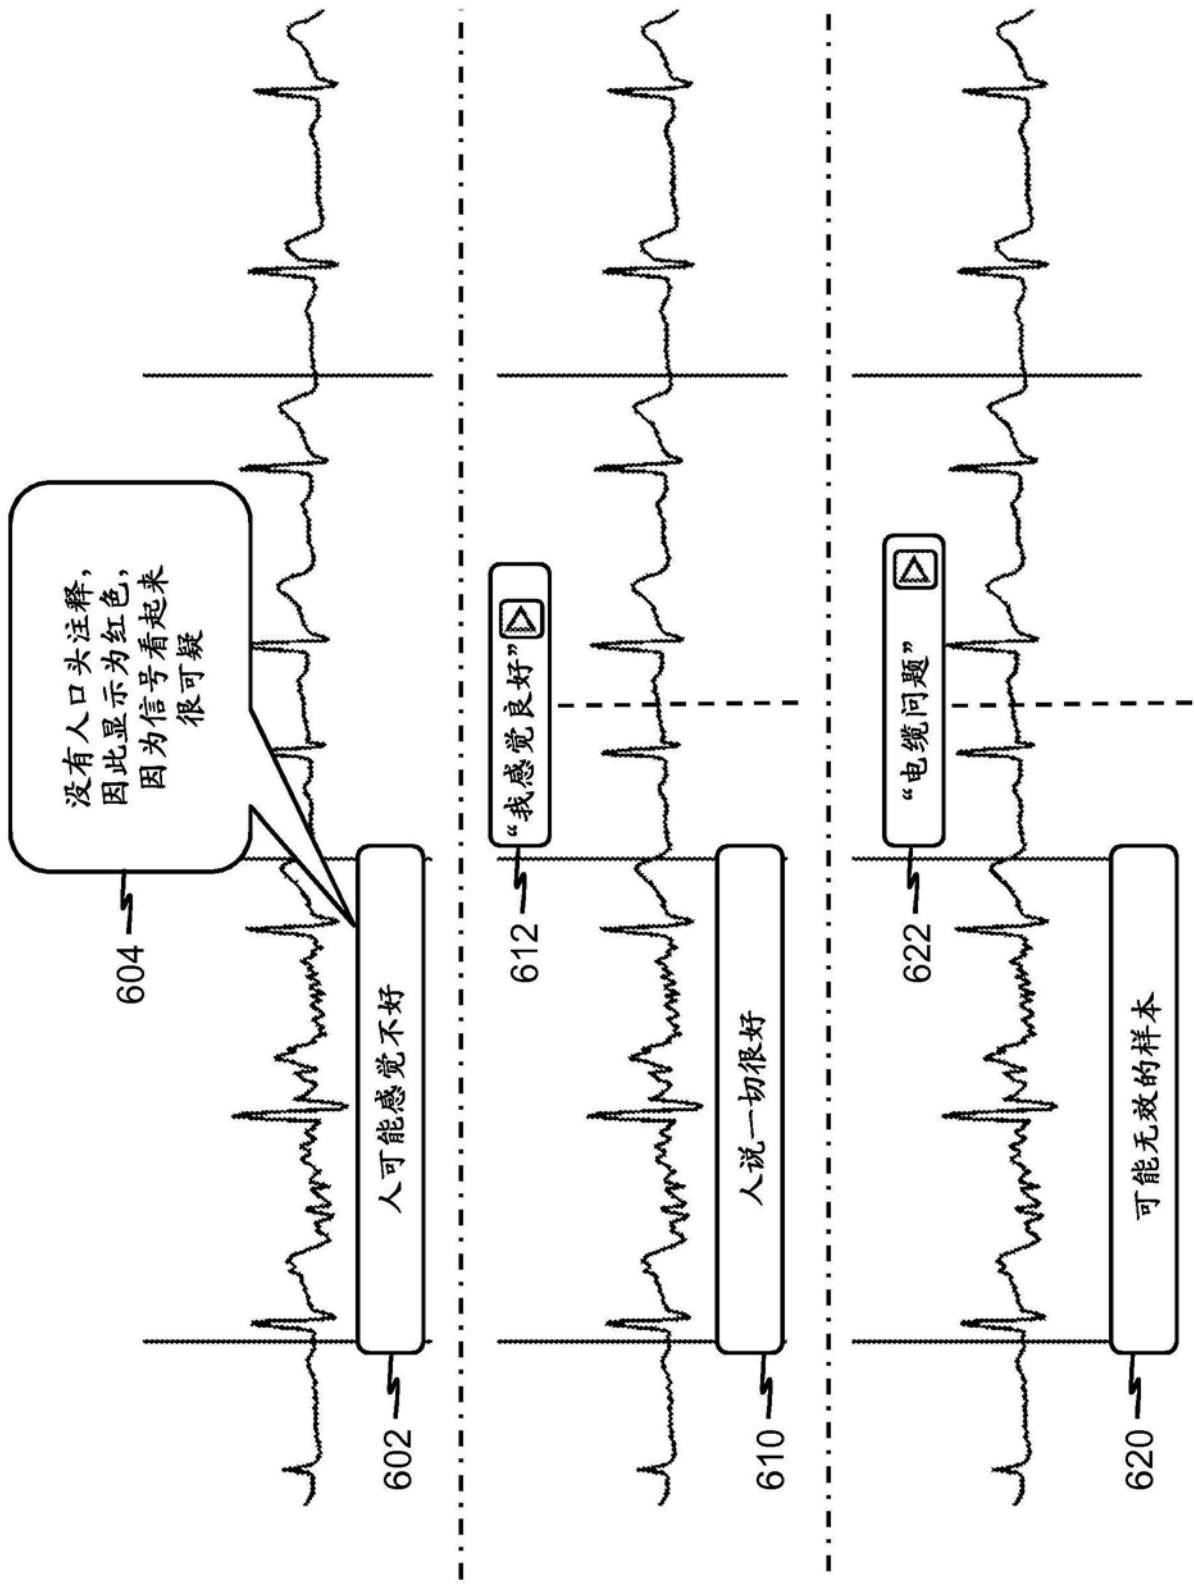 没有人口头注释，
因此显示为红色，
因为信号看起来
很可疑
604
人可能感觉不好
602
“我感觉良好”
612
人说一切很好
610
“电缆问题”
622
可能无效的样本
620